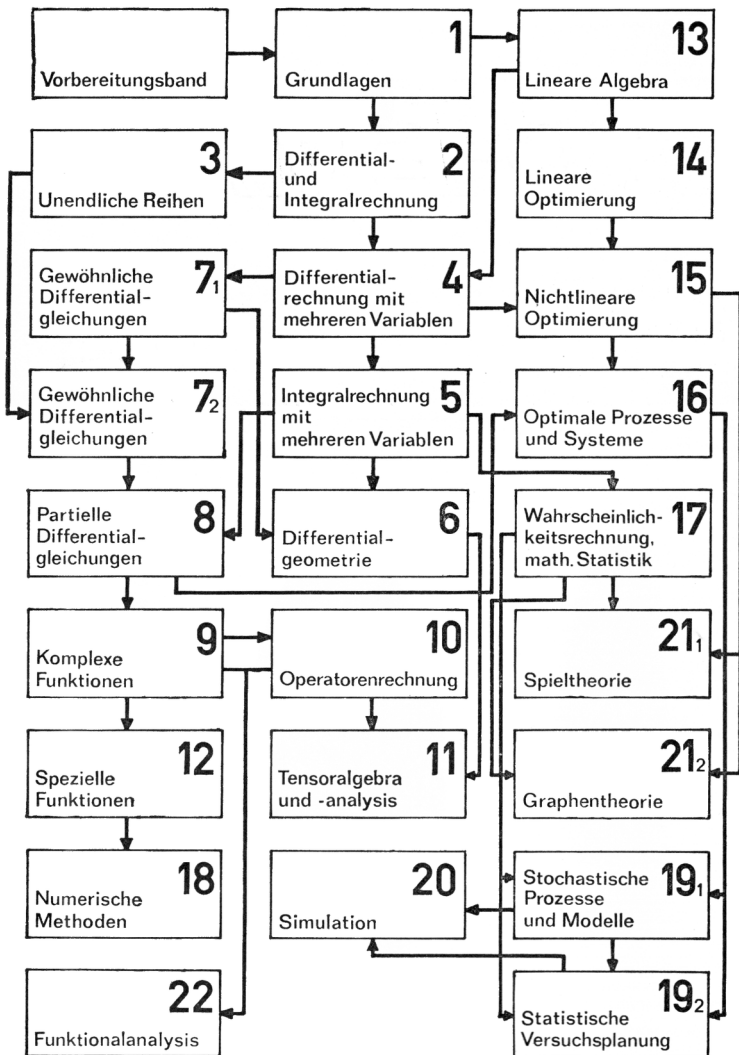 Vorbereitungsband
1
Grundlagen
13
Lineare Algebra
3
Unendliche Reihen
2
Differential-
und
Integralrechnung
14
Lineare
Optimierung
7₁
Gewöhnliche
Differential-
gleichungen
4
Differential-
rechnung mit
mehreren Variablen
15
Nichtlineare
Optimierung
7₂
Gewöhnliche
Differential-
gleichungen
5
Integralrechnung
mit
mehreren Variablen
16
Optimale Prozesse
und Systeme
8
Partielle
Differential-
gleichungen
6
Differential-
geometrie
17
Wahrscheinlich-
keitsrechnung,
math. Statistik
9
Komplexe
Funktionen
10
Operatorenrechnung
21₁
Spieltheorie
12
Spezielle
Funktionen
11
Tensoralgebra
und -analysis
21₂
Graphentheorie
18
Numerische
Methoden
20
Simulation
19₁
Stochastische
Prozesse
und Modelle
22
Funktionalanalysis
19₂
Statistische
Versuchsplanung